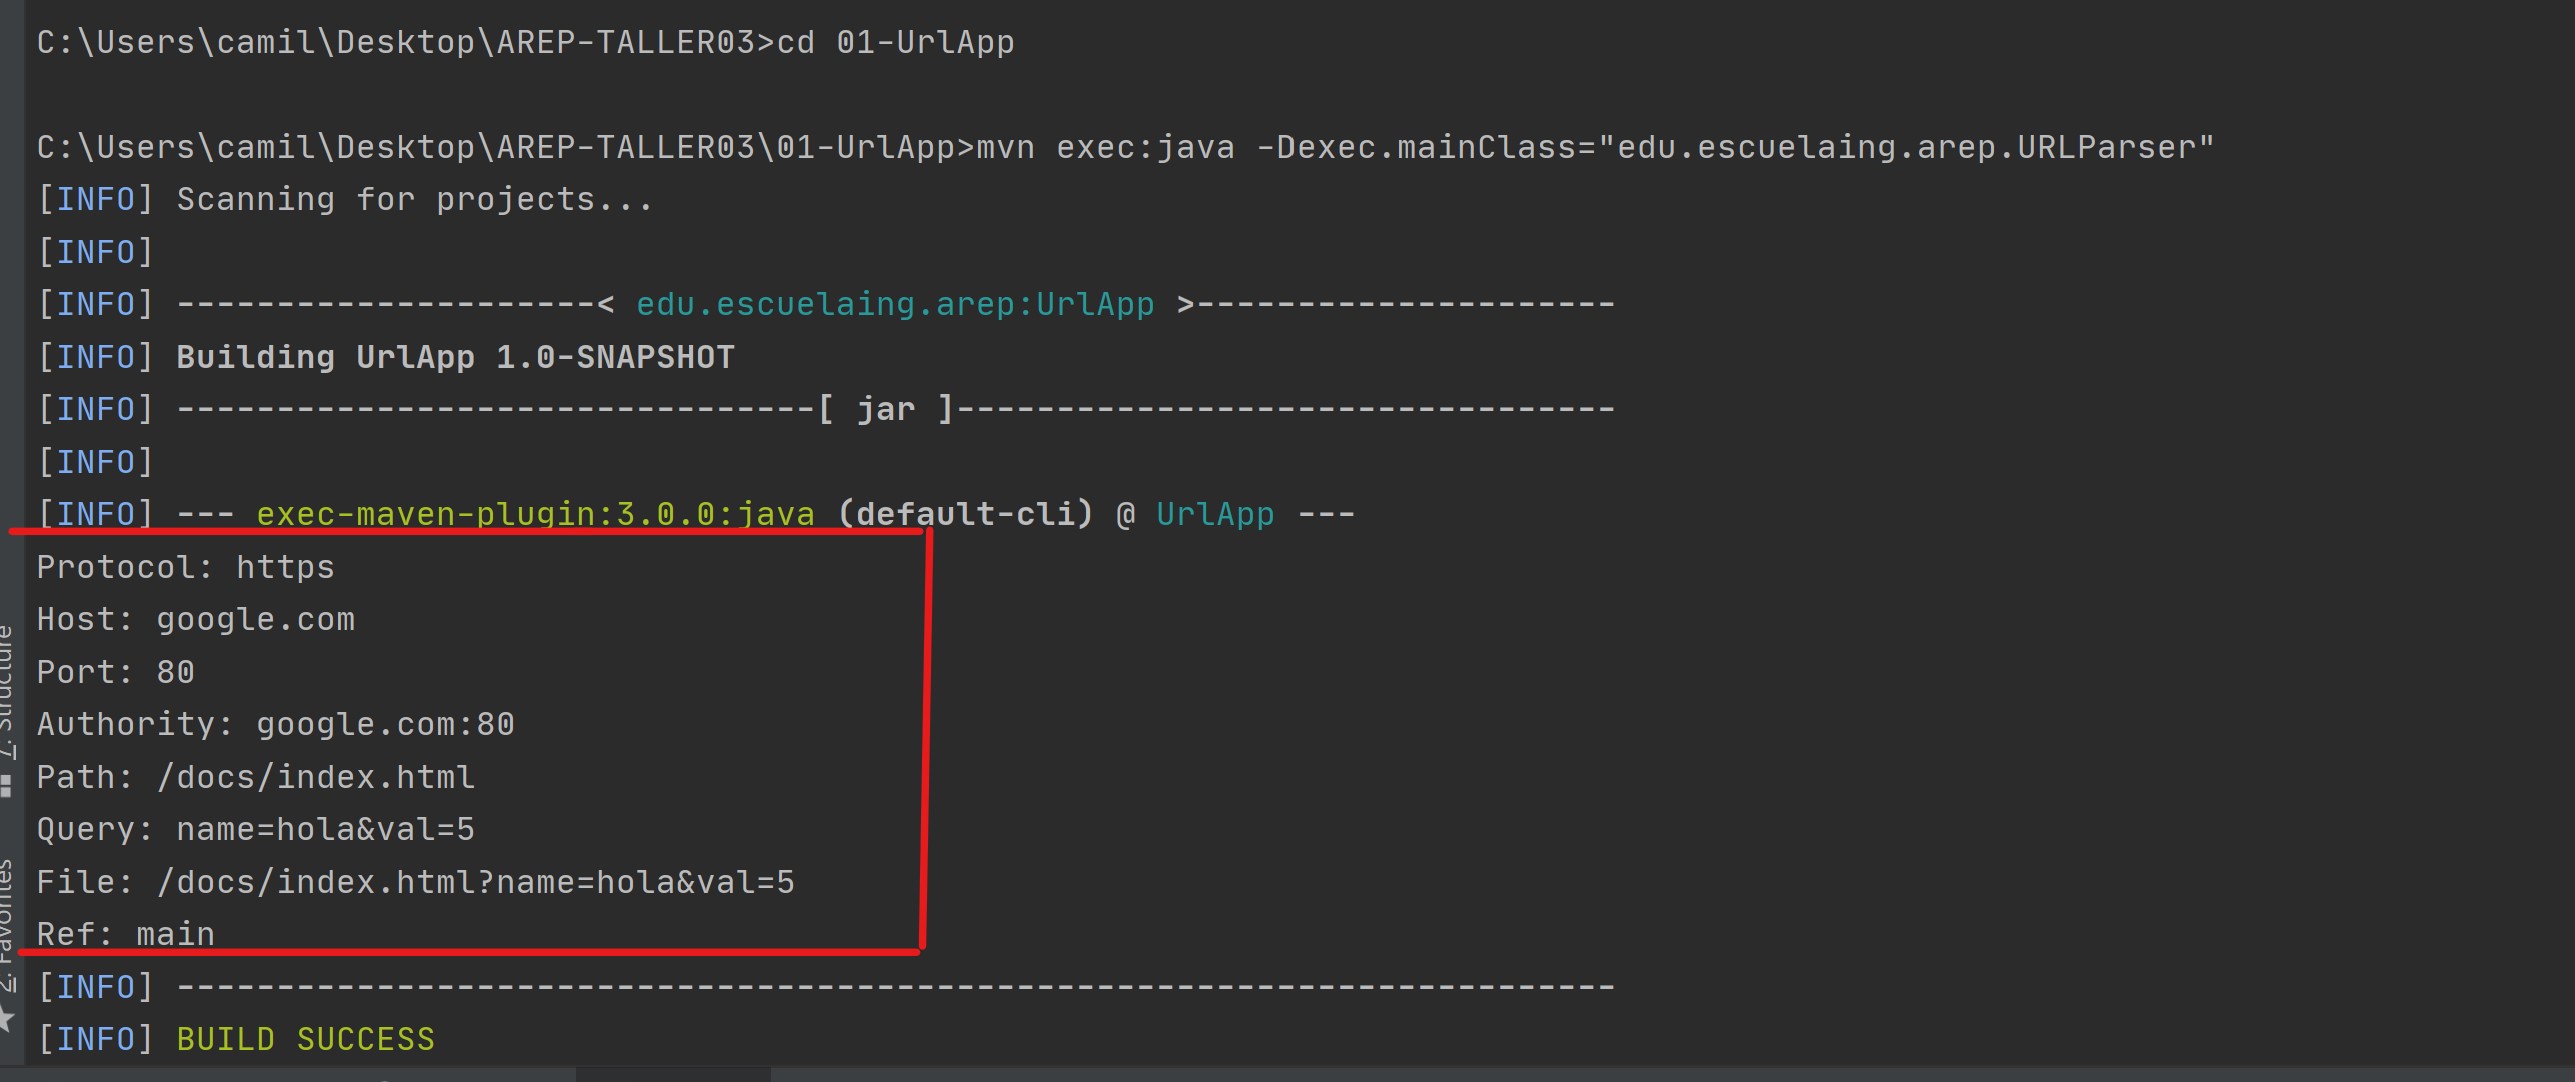 C:\Users\camil\Desktop\AREP-TALLER03>cd 01-UrlApp
C:\Users\camil\Desktop\AREP-TALLER03\01-UrlApp>mvn exec:java -Dexec.mainClass="edu.escuelaing.arep.URLParser"
[INFO] Scanning for projects...
[INFO]
[INFO] ---------------------< edu.escuelaing.arep:UrlApp >---------------------
[INFO] Building UrlApp 1.0-SNAPSHOT
[INFO] --------------------------------[ jar ]---------------------------------
[INFO]
[INFO] --- exec-maven-plugin:3.0.0:java (default-cli) @ UrlApp ---
Protocol: https
Host: google.com
Port: 80
Authority: google.com:80
Path: /docs/index.html
Query: name=hola&val=5
File: /docs/index.html?name=hola&val=5
Ref: main
[INFO] ------------------------------------------------------------------------
[INFO] BUILD SUCCESS
7: Structure
2: Favorites